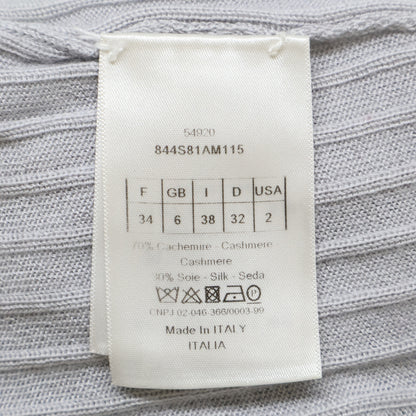 54920
844S81AM115
F GB I D USA
34 6 38 32 2
70% Cachemire - Cashmere
Cashmere
30% Soie - Silk - Seda
CNPJ 02-046-366/0003-99
Made In ITALY
ITALIA